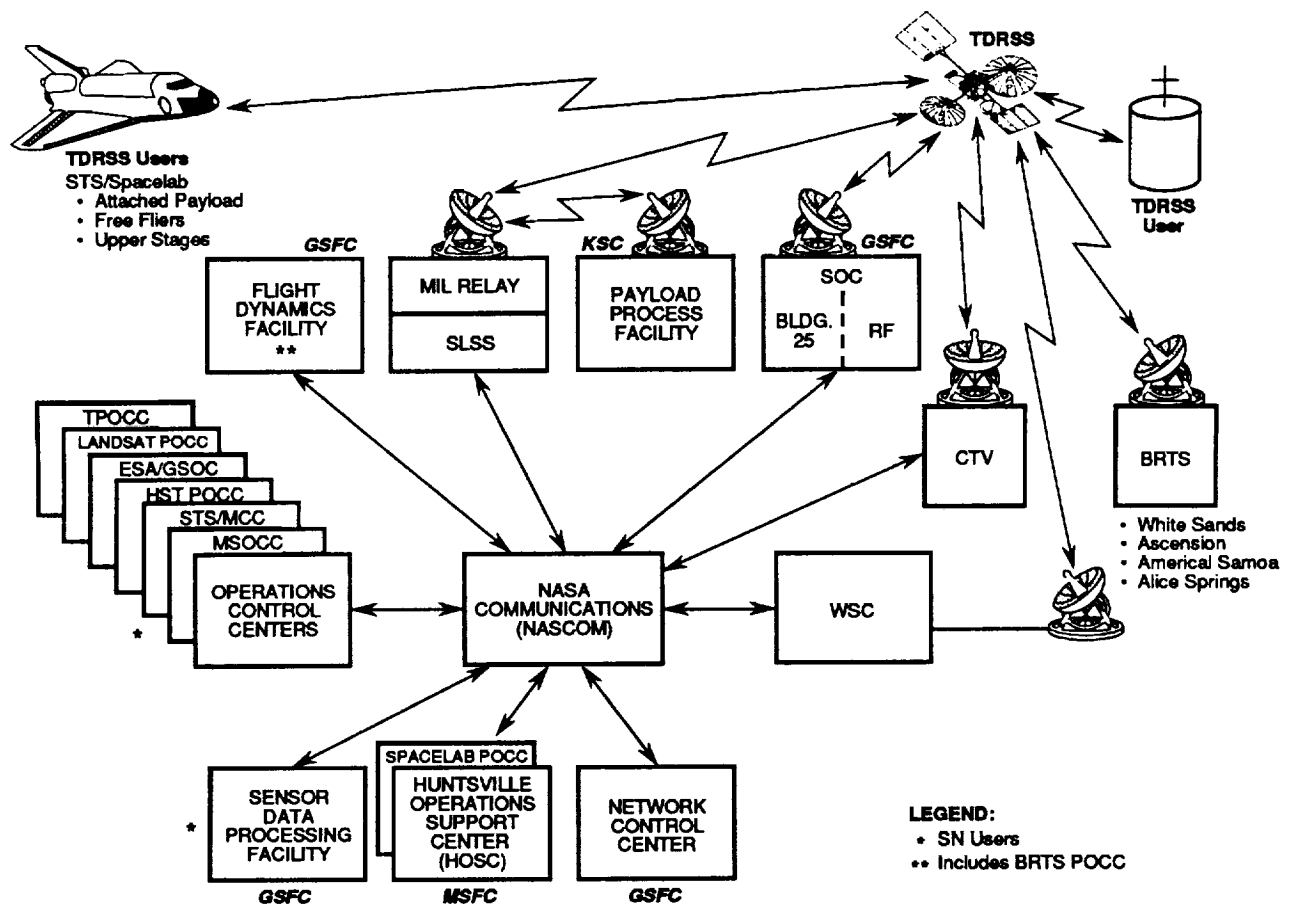 TDRSS
TDRSS Users
STS/Spacelab
• Attached Payload
• Free Fliers
• Upper Stages
TDRSS
User
GSFC
FLIGHT
DYNAMICS
FACILITY
**
MIL RELAY
SLSS
KSC
PAYLOAD
PROCESS
FACILITY
GSFC
SOC
BLDG.
25
RF
CTV
BRTS
• White Sands
• Ascension
• Americal Samoa
• Alice Springs
TPOCC
LANDSAT POCC
ESA/GSOC
HST POCC
STS/MCC
MSOCC
OPERATIONS
CONTROL
CENTERS
*
NASA
COMMUNICATIONS
(NASCOM)
WSC
*
SENSOR
DATA
PROCESSING
FACILITY
GSFC
SPACELAB POCC
HUNTSVILLE
OPERATIONS
SUPPORT
CENTER
(HOSC)
MSFC
NETWORK
CONTROL
CENTER
GSFC
LEGEND:
* SN Users
** Includes BRTS POCC